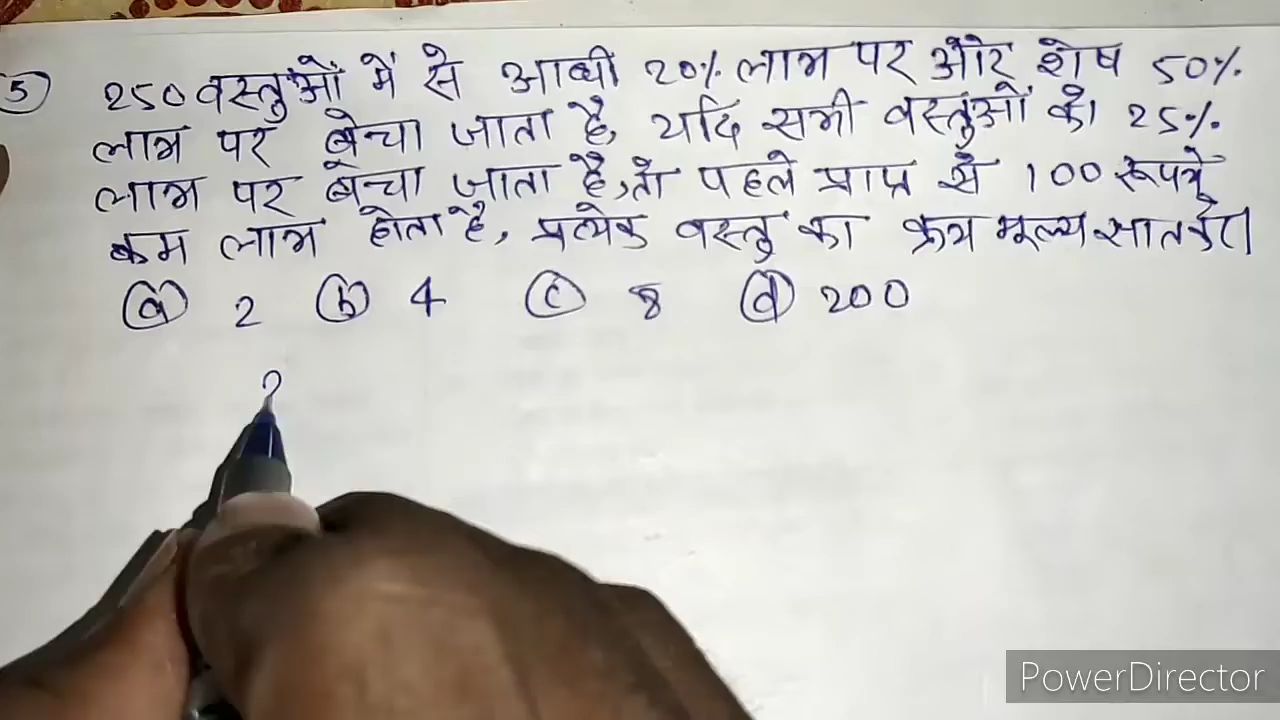 5 250 वस्तुओं में से आधी 20% लाभ पर और शेष 50%
लाभ पर बेचा जाता है, यदि सभी वस्तुओं को 25%
लाभ पर बेचा जाता है, तो पहले प्राप्त से 100 रूपये
कम लाभ होता है, प्रत्येक वस्तु का क्रय मूल्य ज्ञात करें।
a 2 b 4 c 8 d 200
2
PowerDirector